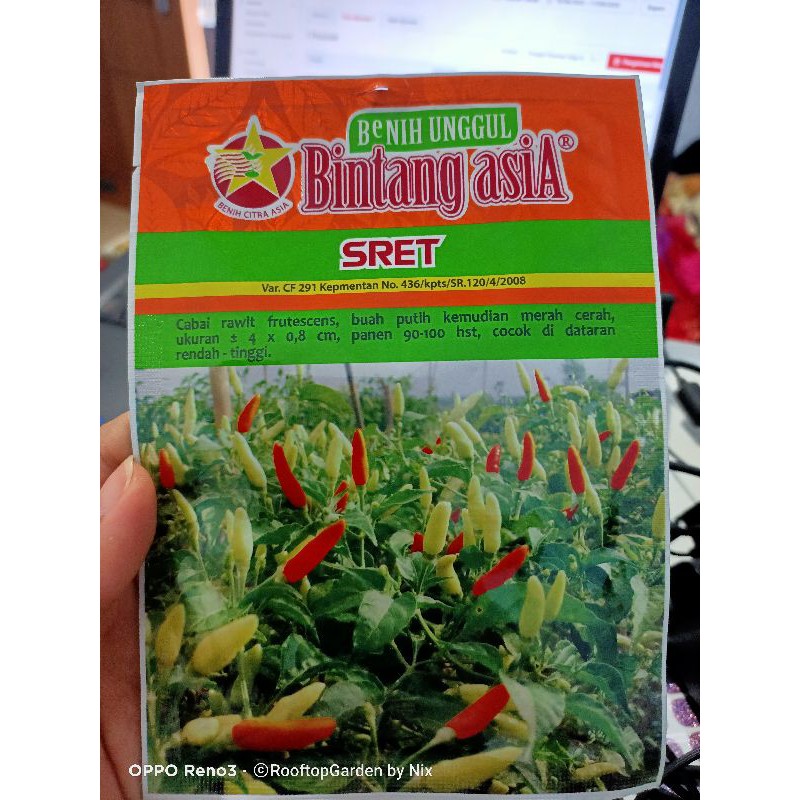 BeNIH UNGGUL
Bintang asiA®
BENIH CITRA ASIA
SRET
Var. CF 291 Kepmentan No. 436/kpts/SR.120/4/2008
Cabai rawit frutescens, buah putih kemudian merah cerah,
ukuran ± 4 x 0,8 cm, panen 90-100 hst, cocok di dataran
rendah - tinggi.
OPPO Reno3 - ©RooftopGarden by Nix